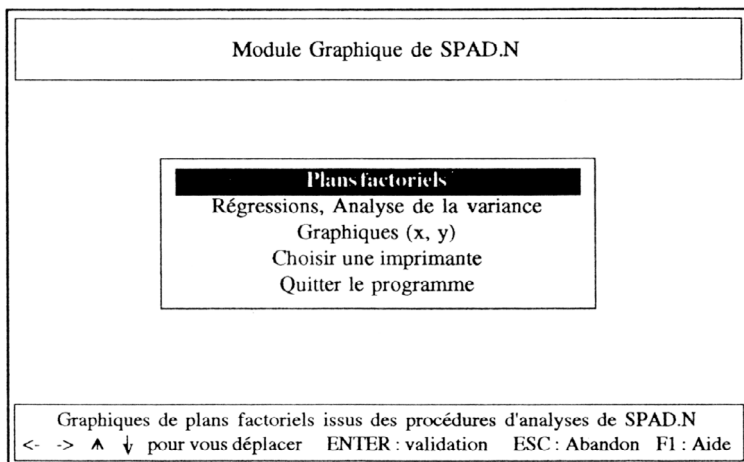 Module Graphique de SPAD.N
Plans factoriels
Régressions, Analyse de la variance
Graphiques (x, y)
Choisir une imprimante
Quitter le programme
Graphiques de plans factoriels issus des procédures d'analyses de SPAD.N
<- -> ↑ ↓ pour vous déplacer ENTER : validation ESC : Abandon F1 : Aide